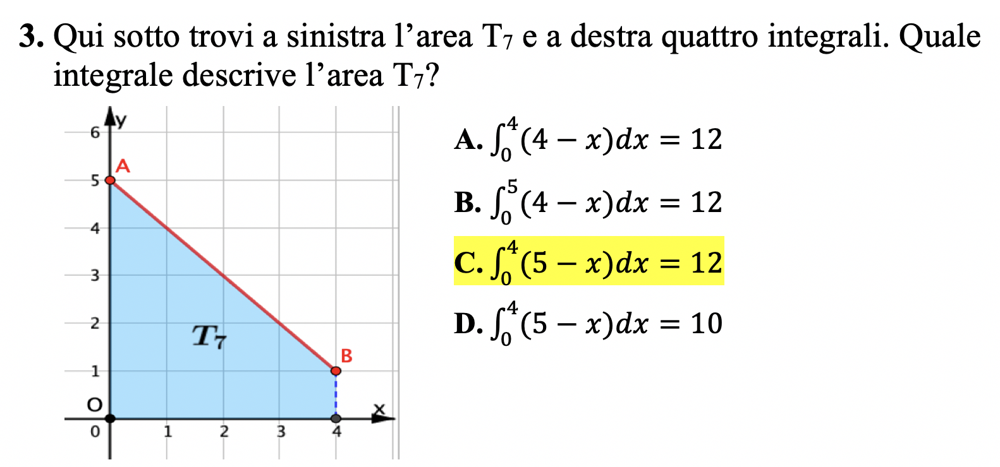 3. Qui sotto trovi a sinistra l’area T₇ e a destra quattro integrali. Quale
integrale descrive l’area T₇?
y
6
A
5
4
3
2
1
O
0
1
2
3
4
x
B
T₇
A. ∫₀⁴(4 − x)dx = 12
B. ∫₀⁵(4 − x)dx = 12
C. ∫₀⁴(5 − x)dx = 12
D. ∫₀⁴(5 − x)dx = 10